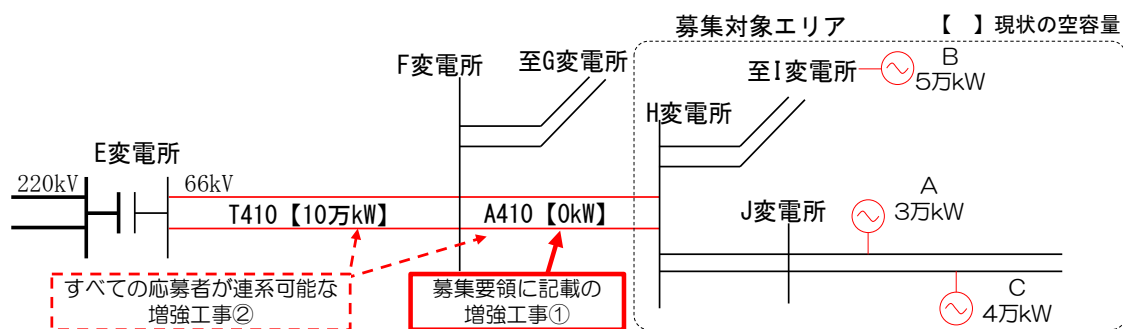 募集対象エリア
【 】現状の空容量
F変電所
至G変電所
至I変電所
B
5万kW
H変電所
E変電所
220kV
66kV
T410【10万kW】
A410【0kW】
J変電所
A
3万kW
すべての応募者が連系可能な
増強工事②
募集要領に記載の
増強工事①
C
4万kW